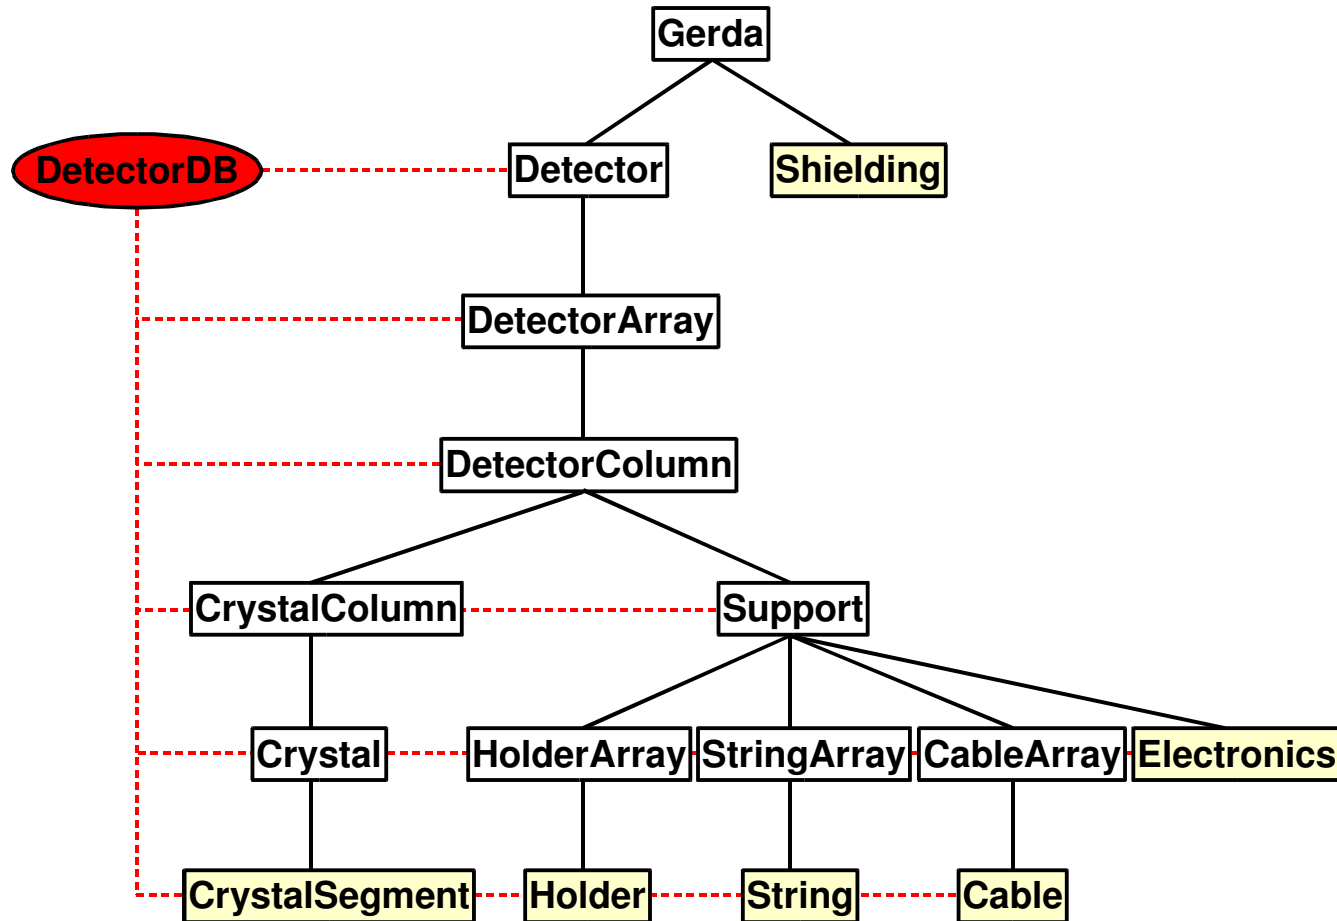 Gerda
DetectorDB
Detector
Shielding
DetectorArray
DetectorColumn
CrystalColumn
Support
Crystal
HolderArray
StringArray
CableArray
Electronics
CrystalSegment
Holder
String
Cable